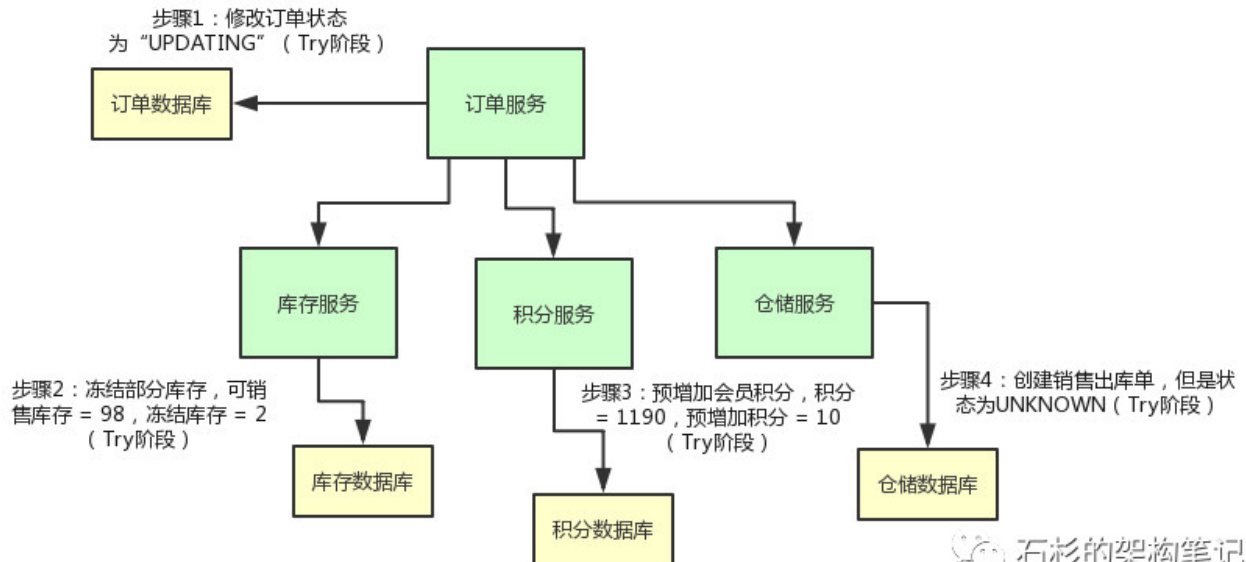 步骤1：修改订单状态
为“UPDATING”（Try阶段）
订单数据库
订单服务
库存服务
积分服务
仓储服务
步骤2：冻结部分库存，可销
售库存 = 98，冻结库存 = 2
（Try阶段）
步骤3：预增加会员积分，积分
= 1190，预增加积分 = 10
（Try阶段）
步骤4：创建销售出库单，但是状
态为UNKNOWN（Try阶段）
库存数据库
积分数据库
仓储数据库
石杉的架构笔记